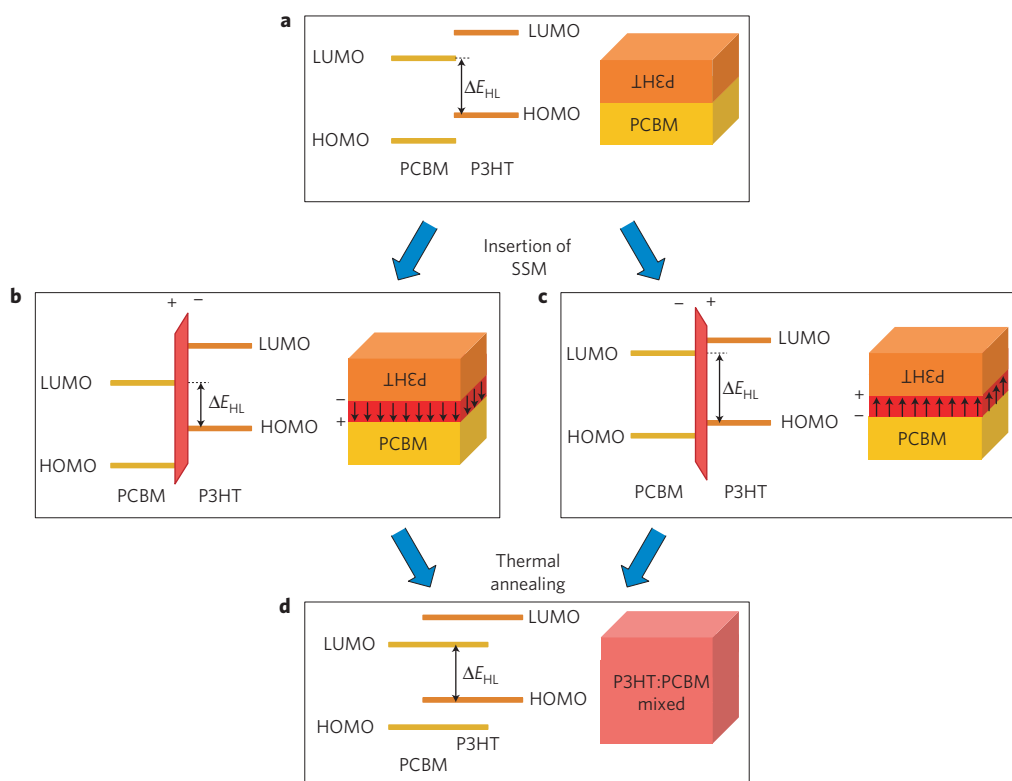 a
LUMO
LUMO
ΔE_HL
HOMO
HOMO
PCBM P3HT
P3HT
PCBM
Insertion of
SSM
b
+ −
LUMO
LUMO
ΔE_HL
HOMO
HOMO
PCBM P3HT
P3HT
−
+
PCBM
c
− +
LUMO
LUMO
ΔE_HL
HOMO
HOMO
PCBM P3HT
P3HT
+
−
PCBM
Thermal
annealing
d
LUMO
LUMO
ΔE_HL
HOMO
HOMO
P3HT
PCBM
P3HT:PCBM
mixed